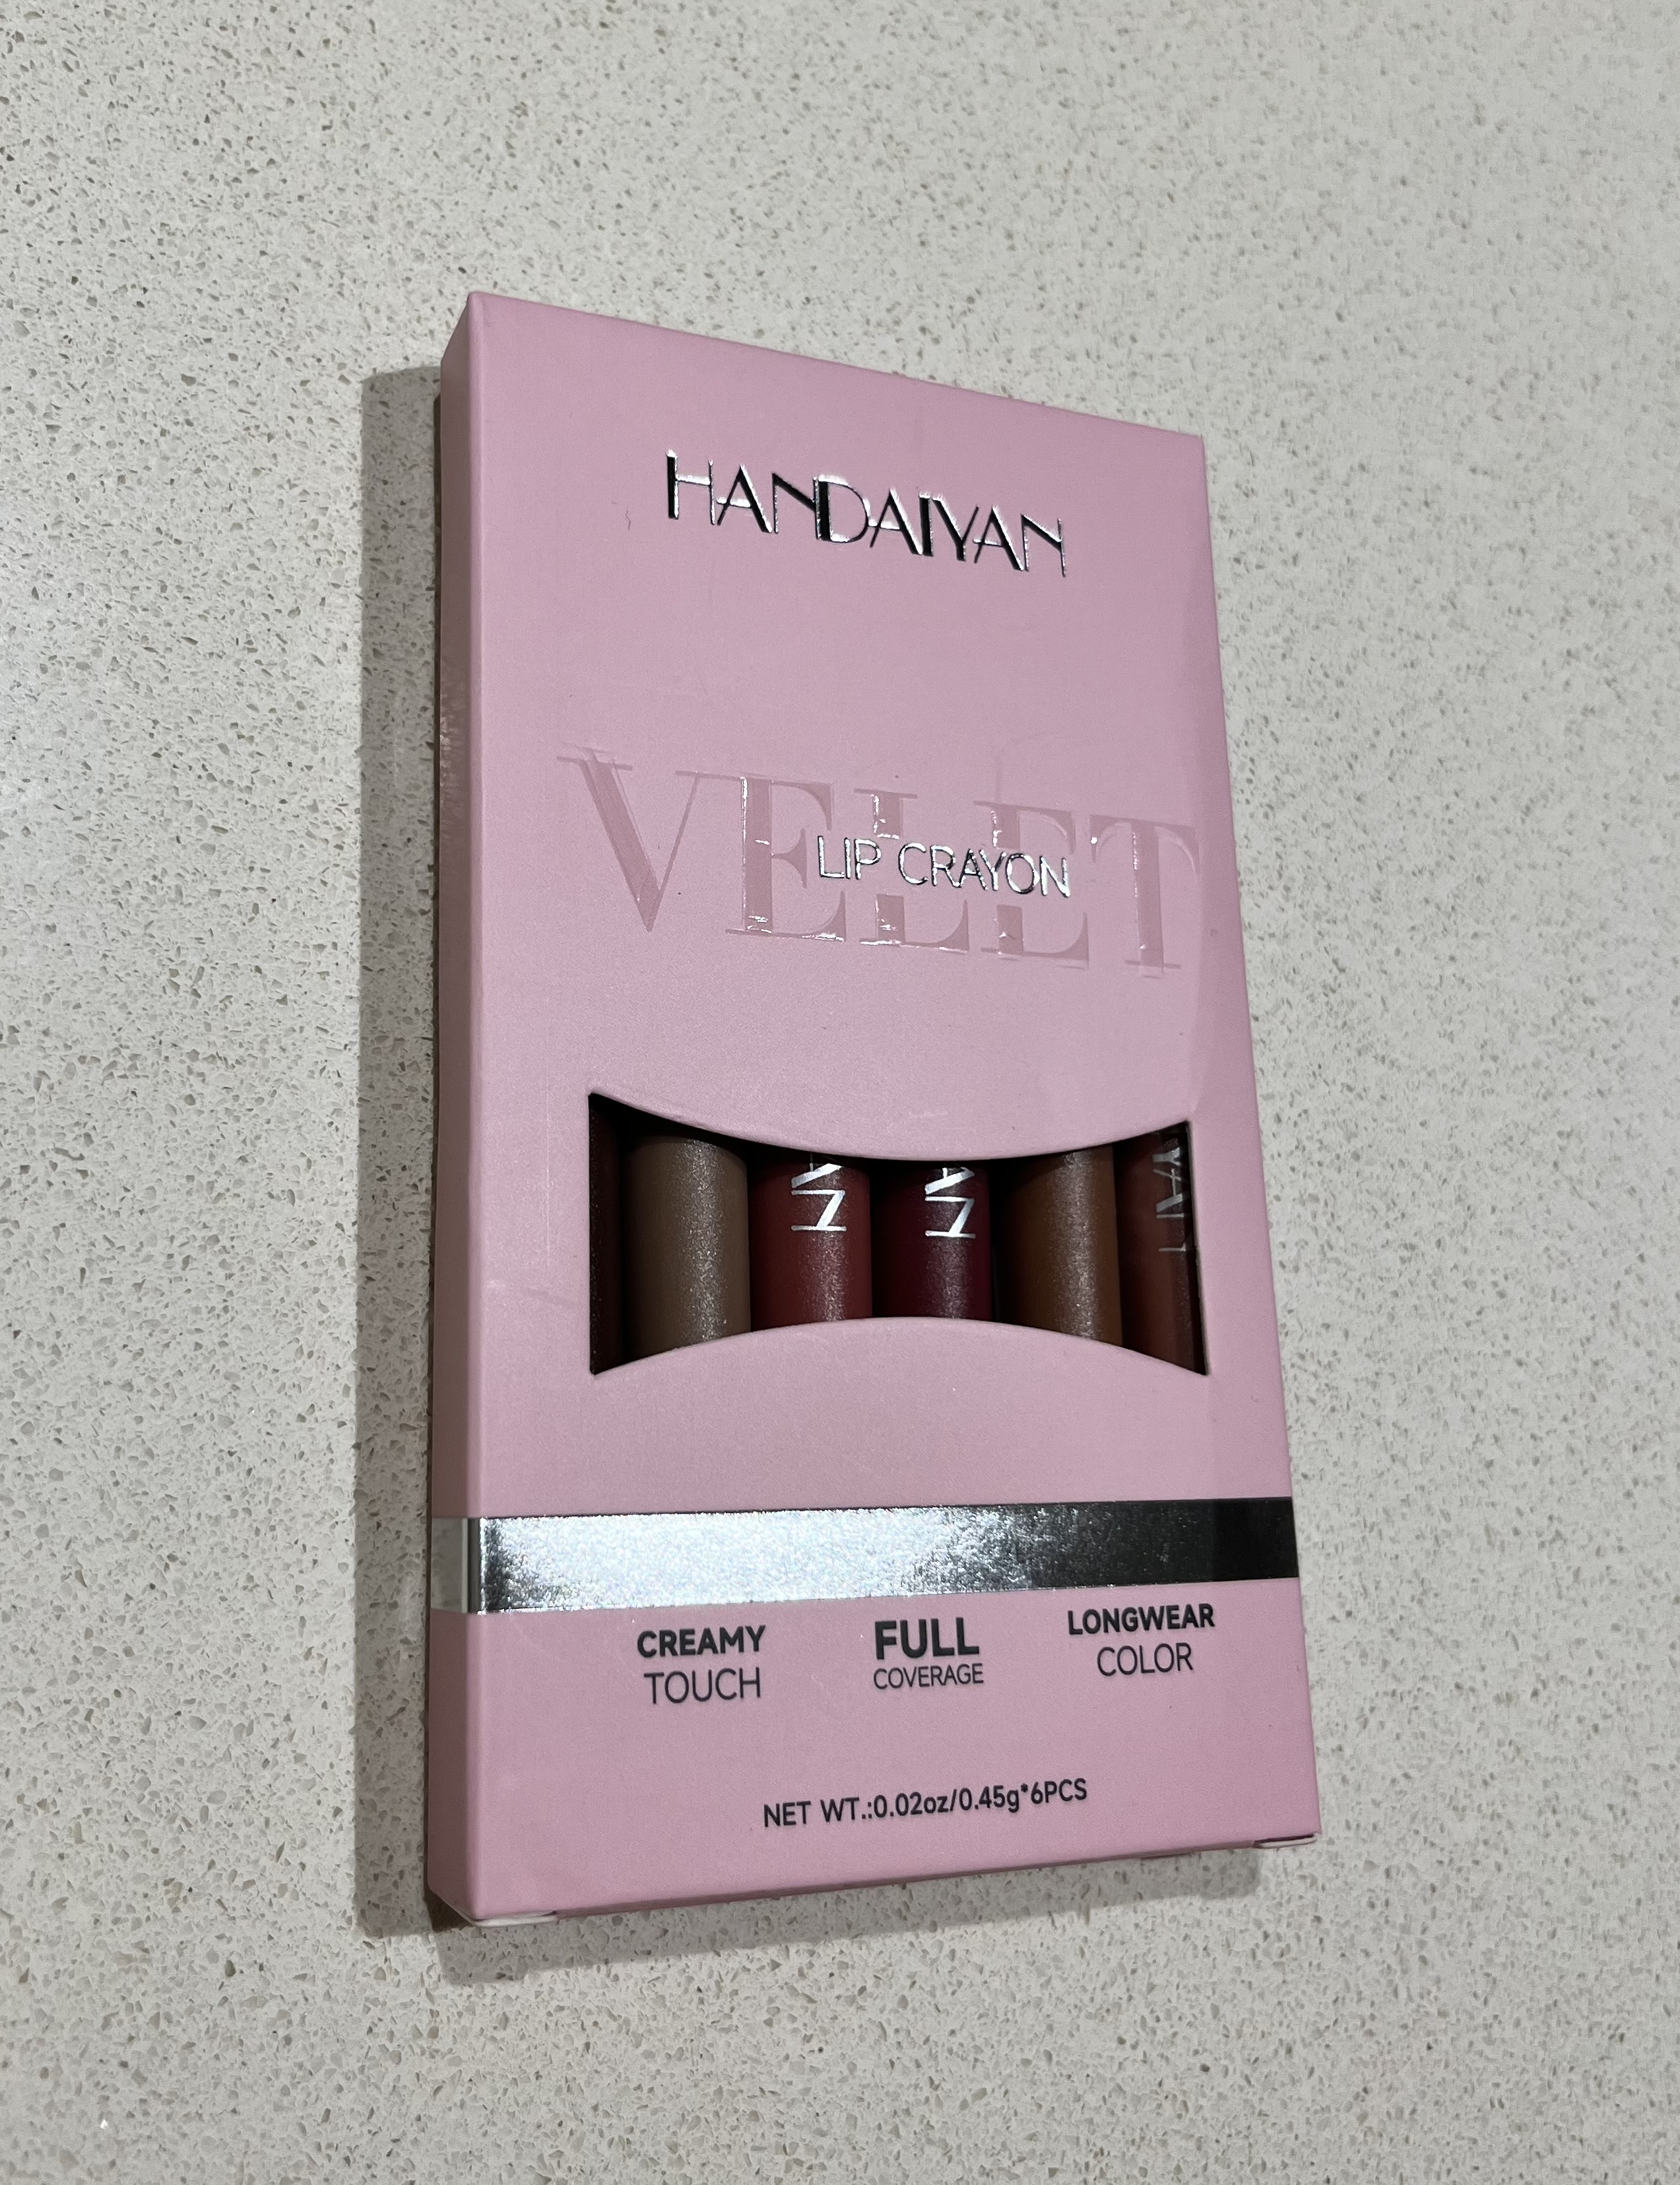 HANDAIYAN
VELET
LIP CRAYON
CREAMY
TOUCH
FULL
COVERAGE
LONGWEAR
COLOR
NET WT.:0.02oz/0.45g*6PCS